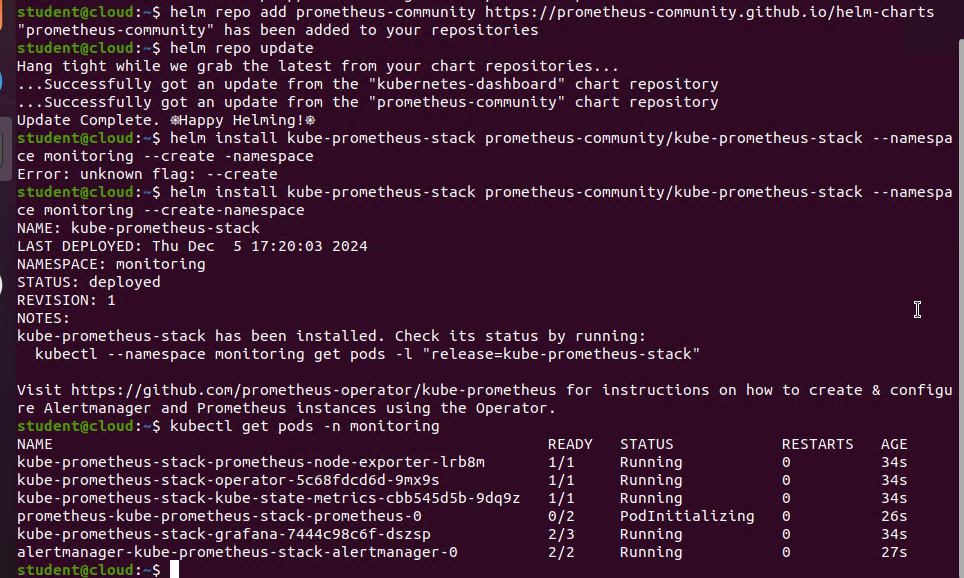 student@cloud:~$ helm repo add prometheus-community https://prometheus-community.github.io/helm-charts
"prometheus-community" has been added to your repositories
student@cloud:~$ helm repo update
Hang tight while we grab the latest from your chart repositories...
...Successfully got an update from the "kubernetes-dashboard" chart repository
...Successfully got an update from the "prometheus-community" chart repository
Update Complete. ⎈Happy Helming!⎈
student@cloud:~$ helm install kube-prometheus-stack prometheus-community/kube-prometheus-stack --namespa
ce monitoring --create -namespace
Error: unknown flag: --create
student@cloud:~$ helm install kube-prometheus-stack prometheus-community/kube-prometheus-stack --namespa
ce monitoring --create-namespace
NAME: kube-prometheus-stack
LAST DEPLOYED: Thu Dec  5 17:20:03 2024
NAMESPACE: monitoring
STATUS: deployed
REVISION: 1
NOTES:
kube-prometheus-stack has been installed. Check its status by running:
  kubectl --namespace monitoring get pods -l "release=kube-prometheus-stack"

Visit https://github.com/prometheus-operator/kube-prometheus for instructions on how to create & configu
re Alertmanager and Prometheus instances using the Operator.
student@cloud:~$ kubectl get pods -n monitoring
NAME                                                       READY   STATUS            RESTARTS   AGE
kube-prometheus-stack-prometheus-node-exporter-lrb8m       1/1     Running           0          34s
kube-prometheus-stack-operator-5c68fdcd6d-9mx9s            1/1     Running           0          34s
kube-prometheus-stack-kube-state-metrics-cbb545d5b-9dq9z   1/1     Running           0          34s
prometheus-kube-prometheus-stack-prometheus-0              0/2     PodInitializing   0          26s
kube-prometheus-stack-grafana-7444c98c6f-dszsp             2/3     Running           0          34s
alertmanager-kube-prometheus-stack-alertmanager-0          2/2     Running           0          27s
student@cloud:~$